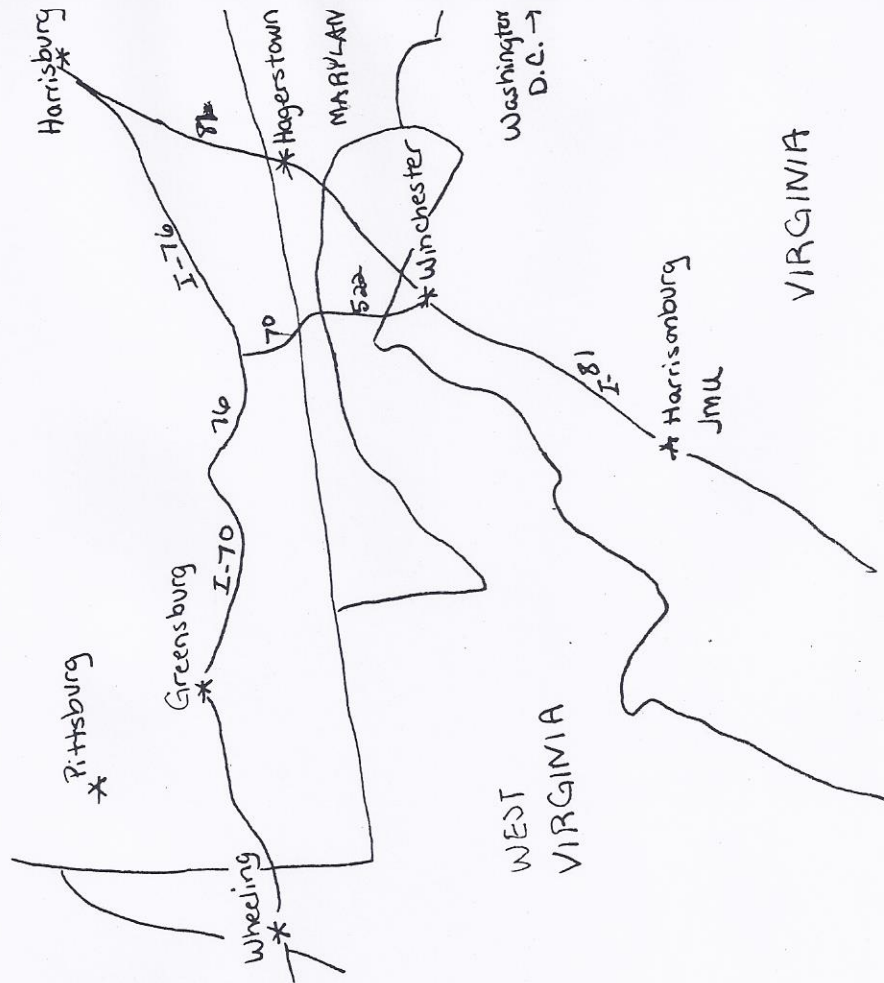 Harrisburg
Pittsburg
I-76
81
Greensburg
76
I-70
70
Hagerstown
Wheeling
MARYLAN
522
Winchester
Washington
D.C. →
I-81
Harrisonburg
JMU
WEST
VIRGINIA
VIRGINIA